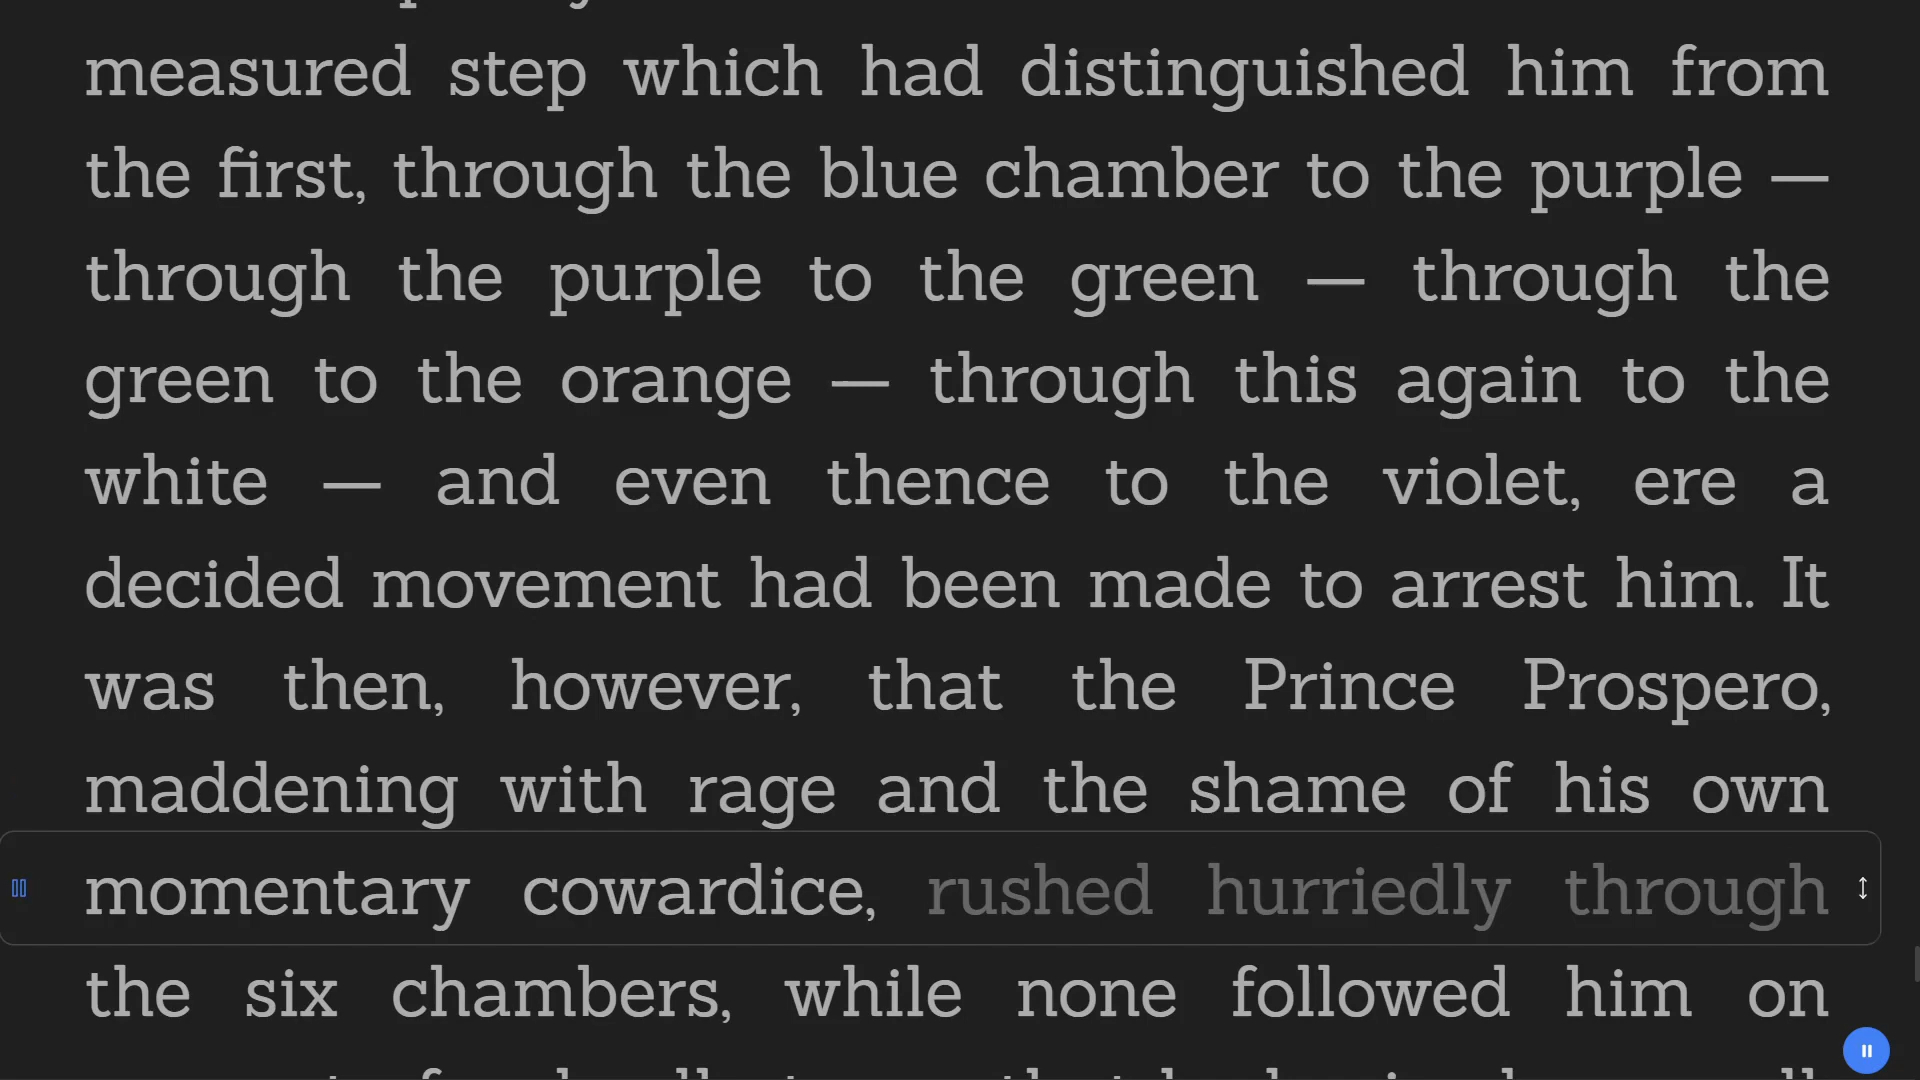 measured step which had distinguished him from
the first, through the blue chamber to the purple —
through the purple to the green — through the
green to the orange — through this again to the
white — and even thence to the violet, ere a
decided movement had been made to arrest him. It
was then, however, that the Prince Prospero,
maddening with rage and the shame of his own
momentary cowardice, rushed hurriedly through
the six chambers, while none followed him on